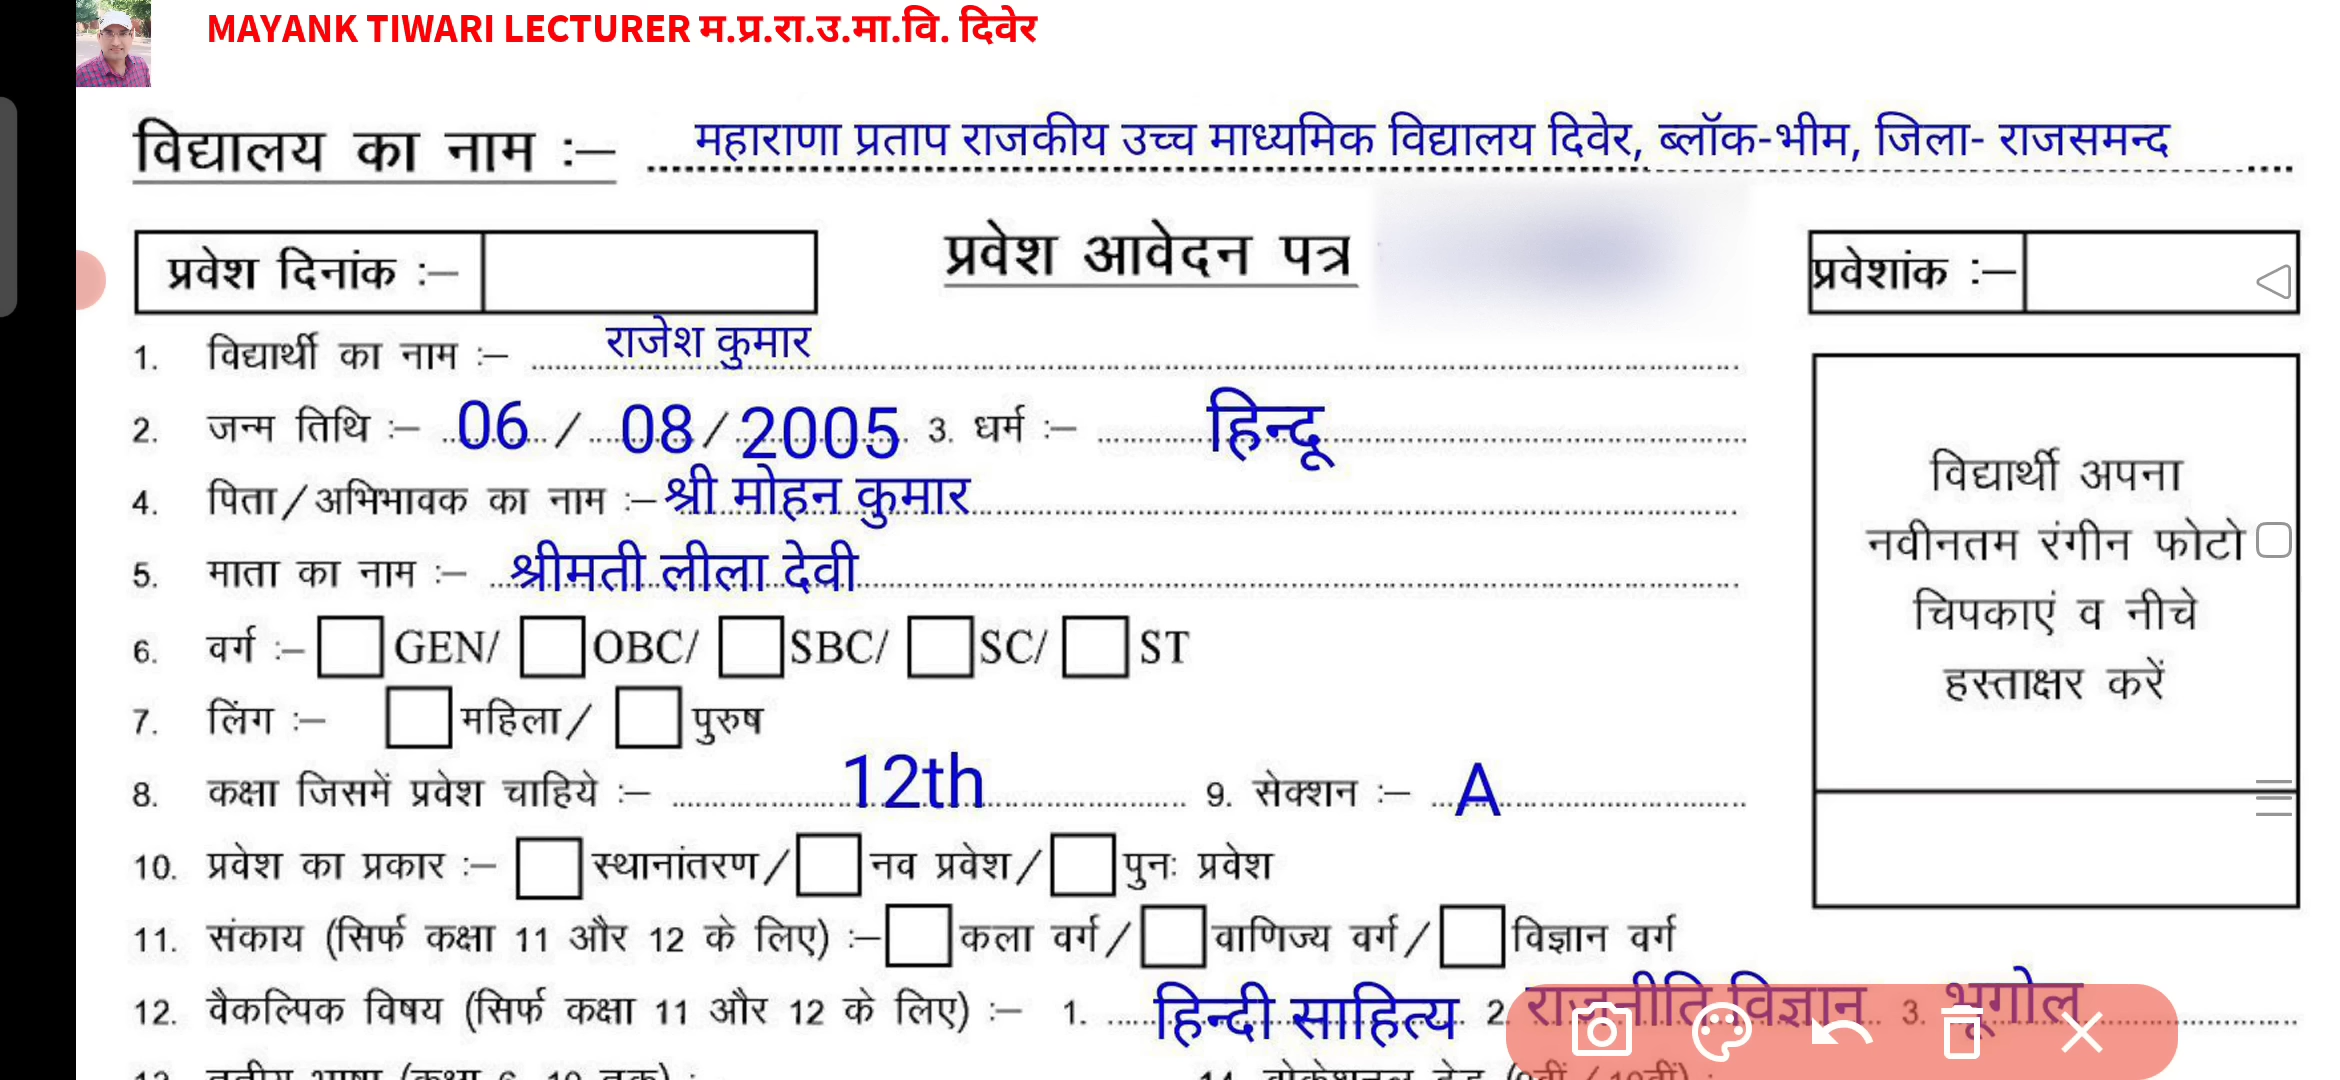 MAYANK TIWARI LECTURER म.प्र.रा.उ.मा.वि. दिवेर
विद्यालय का नाम :– महाराणा प्रताप राजकीय उच्च माध्यमिक विद्यालय दिवेर, ब्लॉक-भीम, जिला- राजसमन्द
प्रवेश दिनांक :– प्रवेश आवेदन पत्र प्रवेशांक :–
1. विद्यार्थी का नाम :– राजेश कुमार
2. जन्म तिथि :– 06 / 08 / 2005 3. धर्म :– हिन्दू
4. पिता/अभिभावक का नाम :– श्री मोहन कुमार
5. माता का नाम :– श्रीमती लीला देवी
6. वर्ग :– GEN/ OBC/ SBC/ SC/ ST
7. लिंग :– महिला/ पुरुष
8. कक्षा जिसमें प्रवेश चाहिये :– 12th 9. सेक्शन :– A
10. प्रवेश का प्रकार :– स्थानांतरण/ नव प्रवेश/ पुनः प्रवेश
11. संकाय (सिर्फ कक्षा 11 और 12 के लिए) :– कला वर्ग/ वाणिज्य वर्ग/ विज्ञान वर्ग
12. वैकल्पिक विषय (सिर्फ कक्षा 11 और 12 के लिए) :– 1. हिन्दी साहित्य 2. राजनीति विज्ञान 3. भूगोल
विद्यार्थी अपना
नवीनतम रंगीन फोटो
चिपकाएं व नीचे
हस्ताक्षर करें